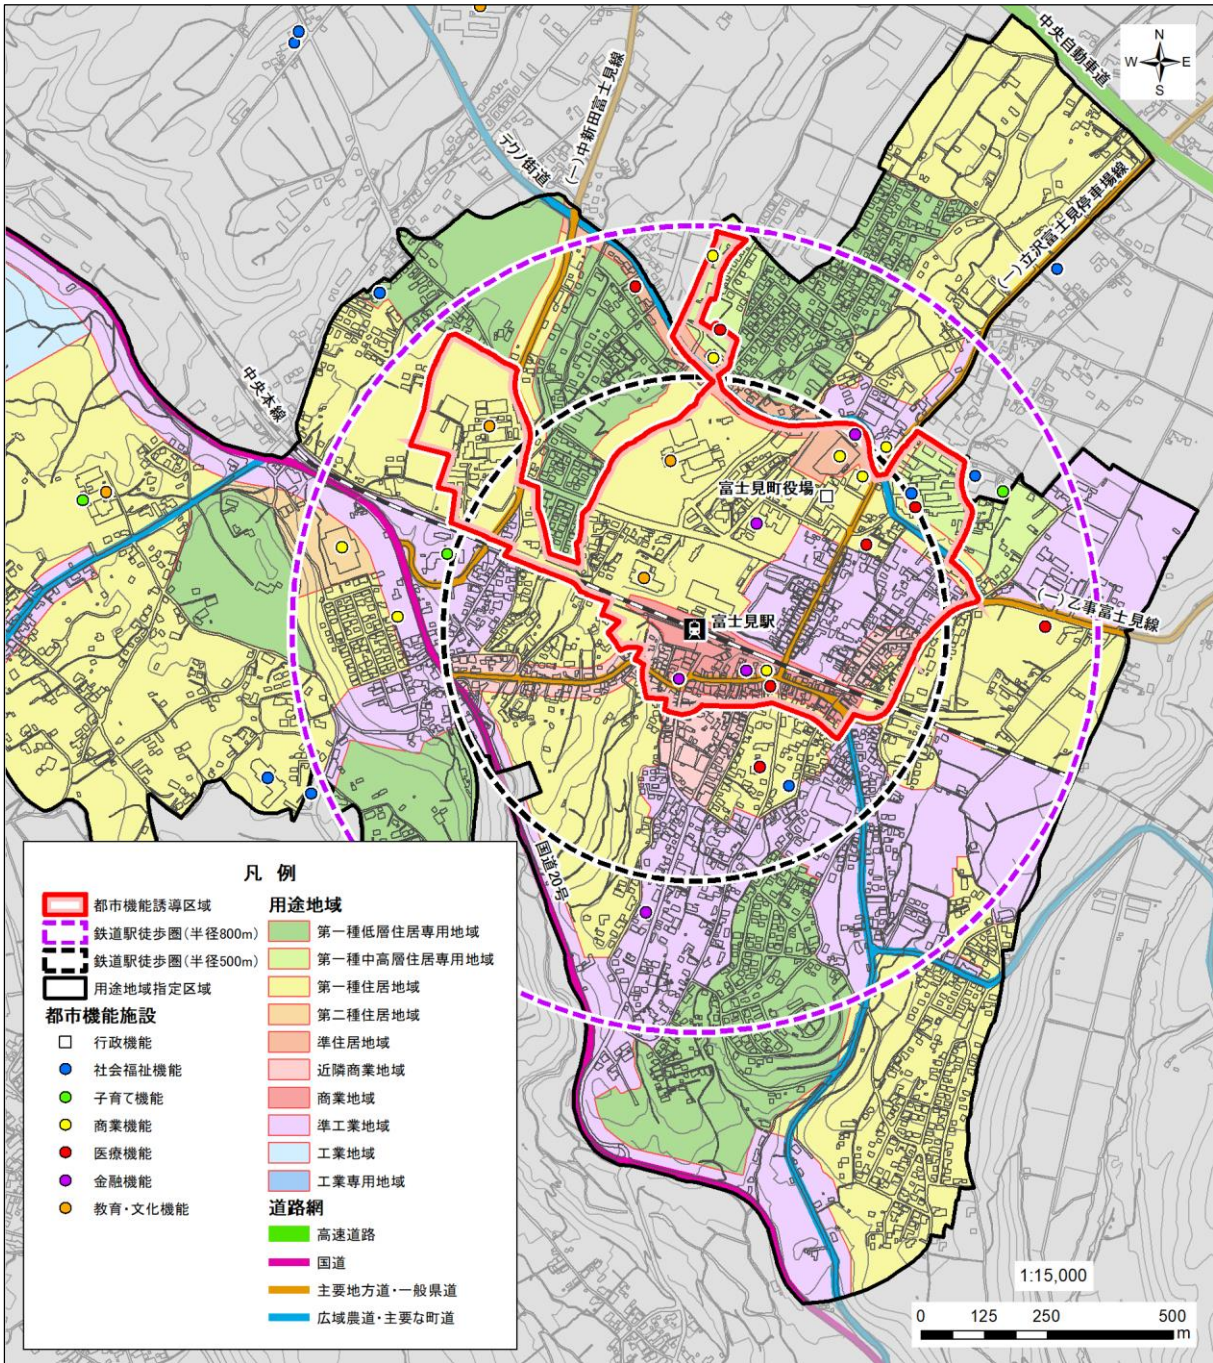 中央自動車道
N
W
E
S
テクノ街道
(一)中新田富士見線
(一)立沢富士見停車場線
中央本線
富士見町役場
富士見駅
(一)乙事富士見線
国道20号
凡 例
都市機能誘導区域
鉄道駅徒歩圏(半径800m)
鉄道駅徒歩圏(半径500m)
用途地域指定区域
都市機能施設
行政機能
社会福祉機能
子育て機能
商業機能
医療機能
金融機能
教育・文化機能
用途地域
第一種低層住居専用地域
第一種中高層住居専用地域
第一種住居地域
第二種住居地域
準住居地域
近隣商業地域
商業地域
準工業地域
工業地域
工業専用地域
道路網
高速道路
国道
主要地方道・一般県道
広域農道・主要な町道
1:15,000
0 125 250 500
m